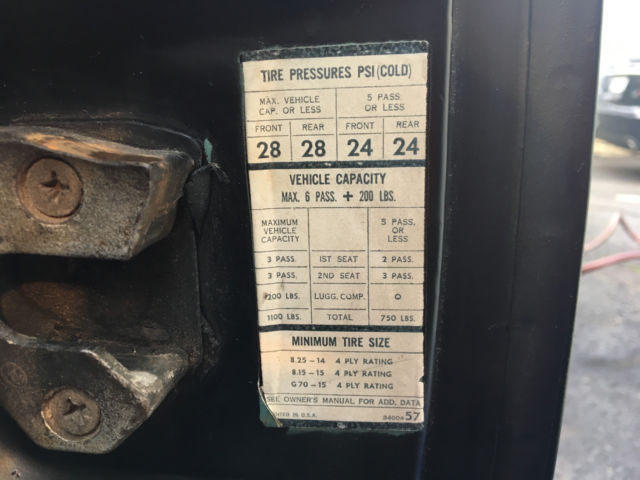 TIRE PRESSURES PSI (COLD)
MAX. VEHICLE CAP. OR LESS
5 PASS. OR LESS
FRONT REAR FRONT REAR
28 28 24 24
VEHICLE CAPACITY
MAX. 6 PASS. + 200 LBS.
MAXIMUM VEHICLE CAPACITY
5 PASS. OR LESS
3 PASS. 1ST SEAT 2 PASS.
3 PASS. 2ND SEAT 3 PASS.
200 LBS. LUGG. COMP. 0
1100 LBS. TOTAL 750 LBS.
MINIMUM TIRE SIZE
8.25 - 14 4 PLY RATING
8.15 - 15 4 PLY RATING
G70 - 15 4 PLY RATING
SEE OWNER'S MANUAL FOR ADD. DATA
IN U.S.A. 57